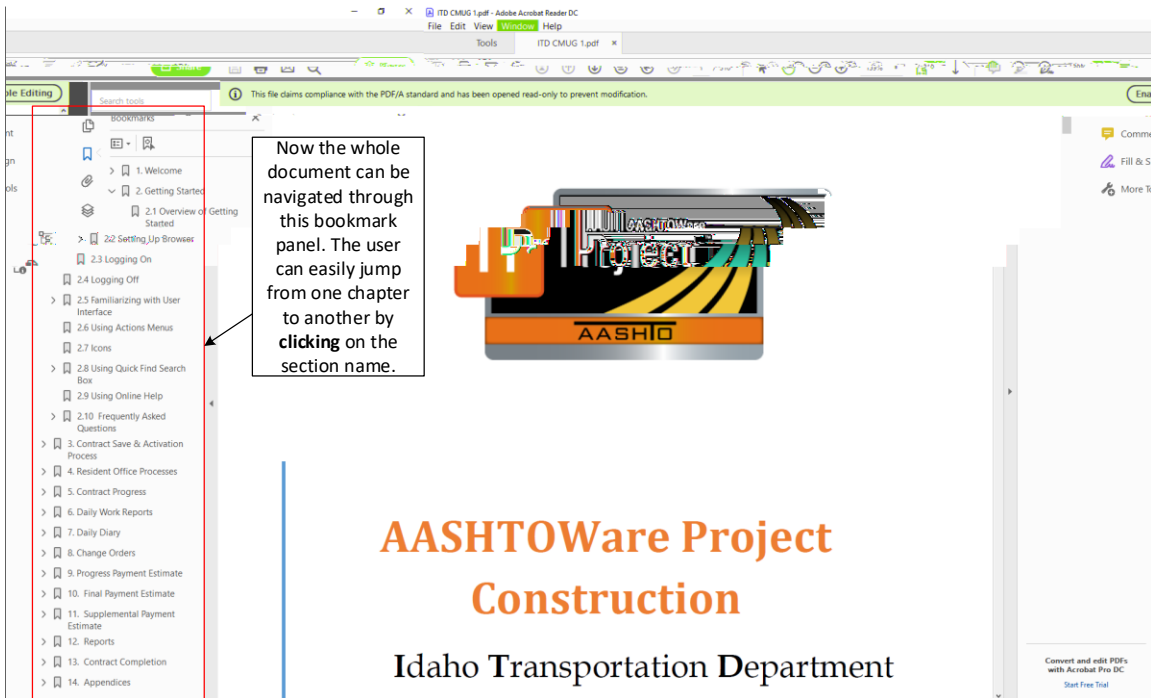 ITD CMUG 1.pdf - Adobe Acrobat Reader DC
File Edit View Window Help
Tools ITD CMUG 1.pdf ×
ble Editing
Search tools
This file claims compliance with the PDF/A standard and has been opened read-only to prevent modification.
Ena
Bookmarks
1. Welcome
2. Getting Started
2.1 Overview of Getting
Started
2.2 Setting Up Browser
2.3 Logging On
2.4 Logging Off
2.5 Familiarizing with User
Interface
2.6 Using Actions Menus
2.7 Icons
2.8 Using Quick Find Search
Box
2.9 Using Online Help
2.10 Frequently Asked
Questions
3. Contract Save & Activation
Process
4. Resident Office Processes
5. Contract Progress
6. Daily Work Reports
7. Daily Diary
8. Change Orders
9. Progress Payment Estimate
10. Final Payment Estimate
11. Supplemental Payment
Estimate
12. Reports
13. Contract Completion
14. Appendices
Now the whole
document can be
navigated through
this bookmark
panel. The user
can easily jump
from one chapter
to another by
clicking on the
section name.
AASHTOWare
Project
AASHTO
AASHTOWare Project
Construction
Idaho Transportation Department
Comme
Fill & S
More To
Convert and edit PDFs
with Acrobat Pro DC
Start Free Trial